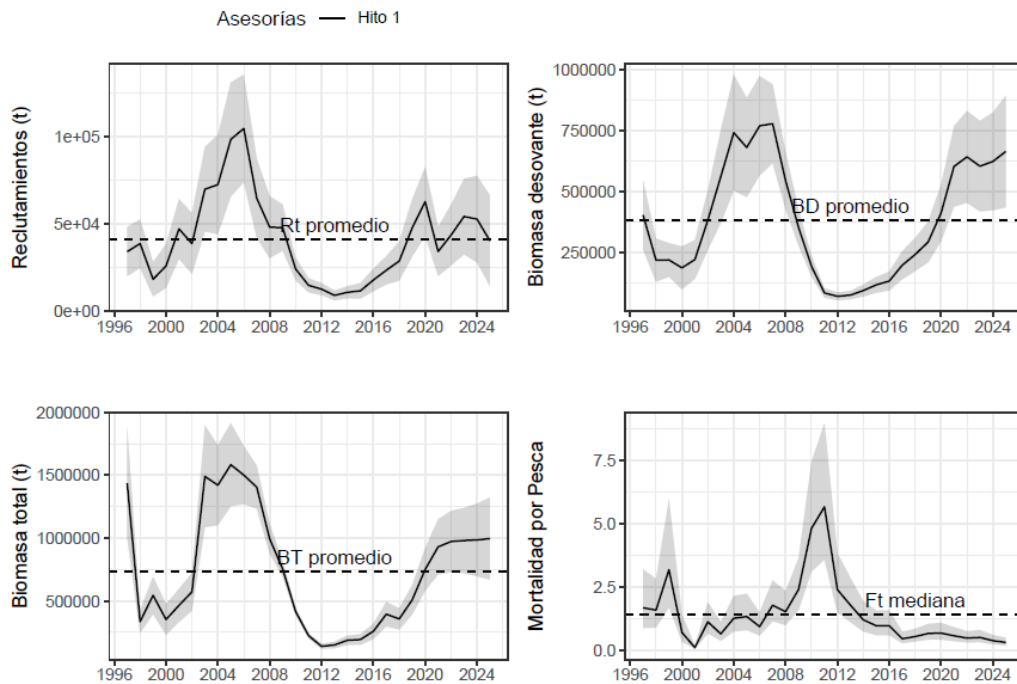 Asesorías Hito 1
Reclutamientos (t)
1e+05
5e+04
0e+00
Rt promedio
1996 2000 2004 2008 2012 2016 2020 2024
Biomasa desovante (t)
1000000
750000
500000
250000
BD promedio
1996 2000 2004 2008 2012 2016 2020 2024
Biomasa total (t)
2000000
1500000
1000000
500000
BT promedio
1996 2000 2004 2008 2012 2016 2020 2024
Mortalidad por Pesca
7.5
5.0
2.5
0.0
Ft mediana
1996 2000 2004 2008 2012 2016 2020 2024